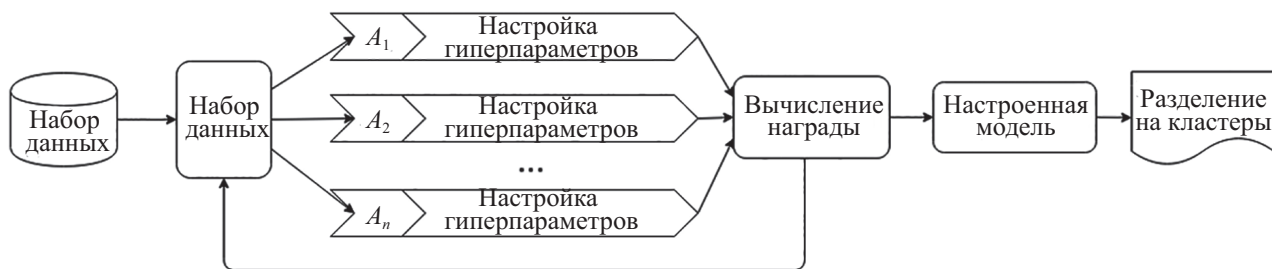 Набор
данных
Набор
данных
A1
Настройка
гиперпараметров
A2
Настройка
гиперпараметров
...
An
Настройка
гиперпараметров
Вычисление
награды
Настроенная
модель
Разделение
на кластеры